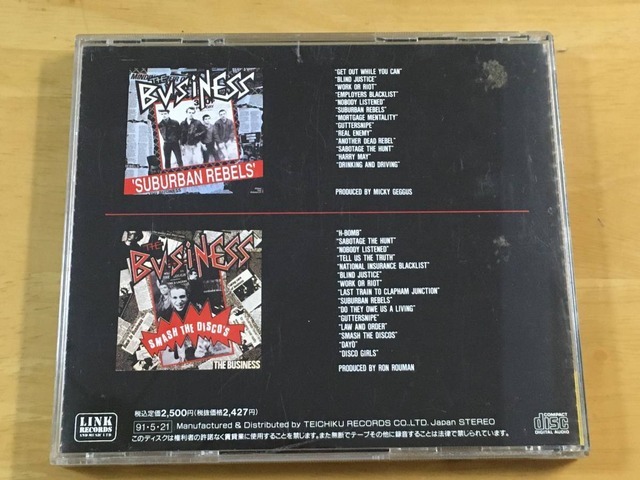 MIND THE
BUSINESS
'SUBURBAN REBELS'
"GET OUT WHILE YOU CAN"
"BLIND JUSTICE"
"WORK OR RIOT"
"EMPLOYERS BLACKLIST"
"NOBODY LISTENED"
"SUBURBAN REBELS"
"MORTGAGE MENTALITY"
"GUTTERSNIPE"
"REAL ENEMY"
"ANOTHER DEAD REBEL"
"SABOTAGE THE HUNT"
"HARRY MAY"
"DRINKING AND DRIVING"
PRODUCED BY MICKY GEGGUS
THE
BUSINESS
SMASH THE DISCO'S
THE BUSINESS
"H-BOMB"
"SABOTAGE THE HUNT"
"NOBODY LISTENED"
"TELL US THE TRUTH"
"NATIONAL INSURANCE BLACKLIST"
"BLIND JUSTICE"
"WORK OR RIOT"
"LAST TRAIN TO CLAPHAM JUNCTION"
"SUBURBAN REBELS"
"DO THEY OWE US A LIVING"
"GUTTERSNIPE"
"LAW AND ORDER"
"SMASH THE DISCOS"
"DAYO"
"DISCO GIRLS"
PRODUCED BY RON ROUMAN
LINK
RECORDS
AND MUSIC LTD
税込定価2,500円(税抜価格2,427円)
91・5・21 Manufactured & Distributed by TEICHIKU RECORDS CO.,LTD. Japan STEREO
このディスクは権利者の許諾なく賃貸業に使用することを禁じます。また無断でテープその他に録音することは法律で禁じられています。
COMPACT
disc
DIGITAL AUDIO